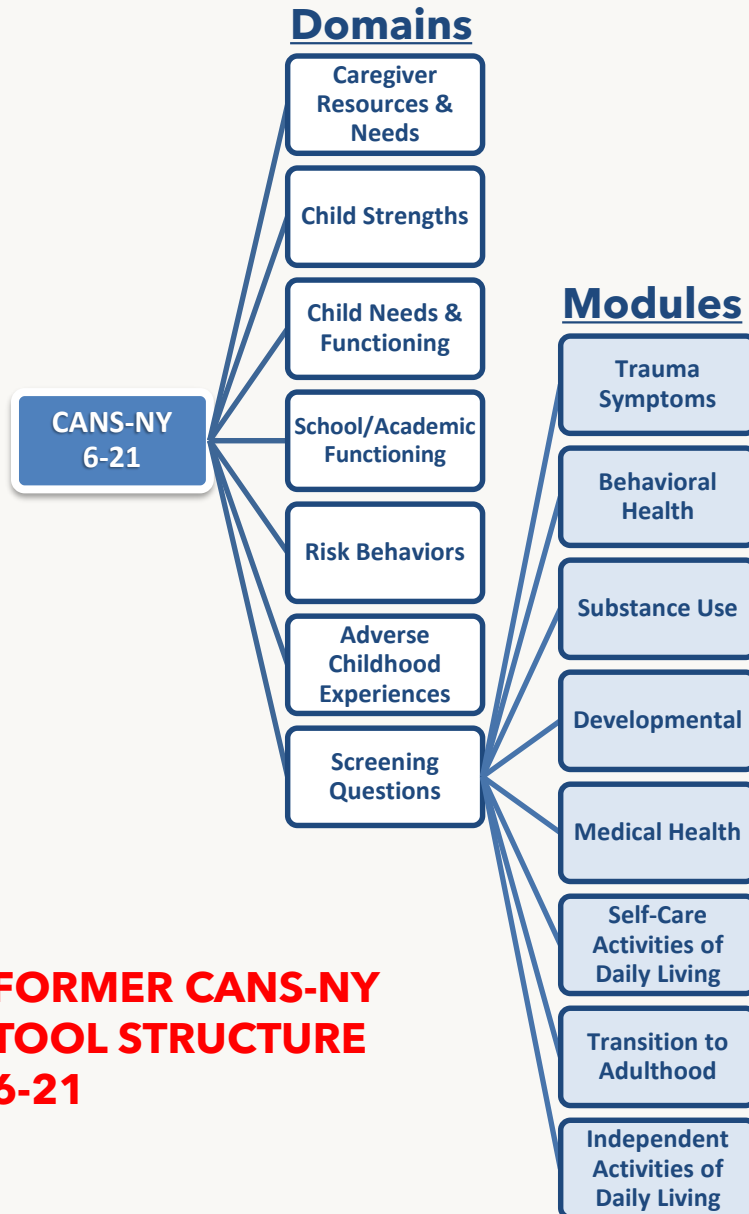 Domains
Caregiver
Resources &
Needs
Child Strengths
Child Needs &
Functioning
School/Academic
Functioning
Risk Behaviors
Adverse
Childhood
Experiences
Screening
Questions
CANS-NY
6-21
Modules
Trauma
Symptoms
Behavioral
Health
Substance Use
Developmental
Medical Health
Self-Care
Activities of
Daily Living
Transition to
Adulthood
Independent
Activities of
Daily Living
FORMER CANS-NY
TOOL STRUCTURE
6-21